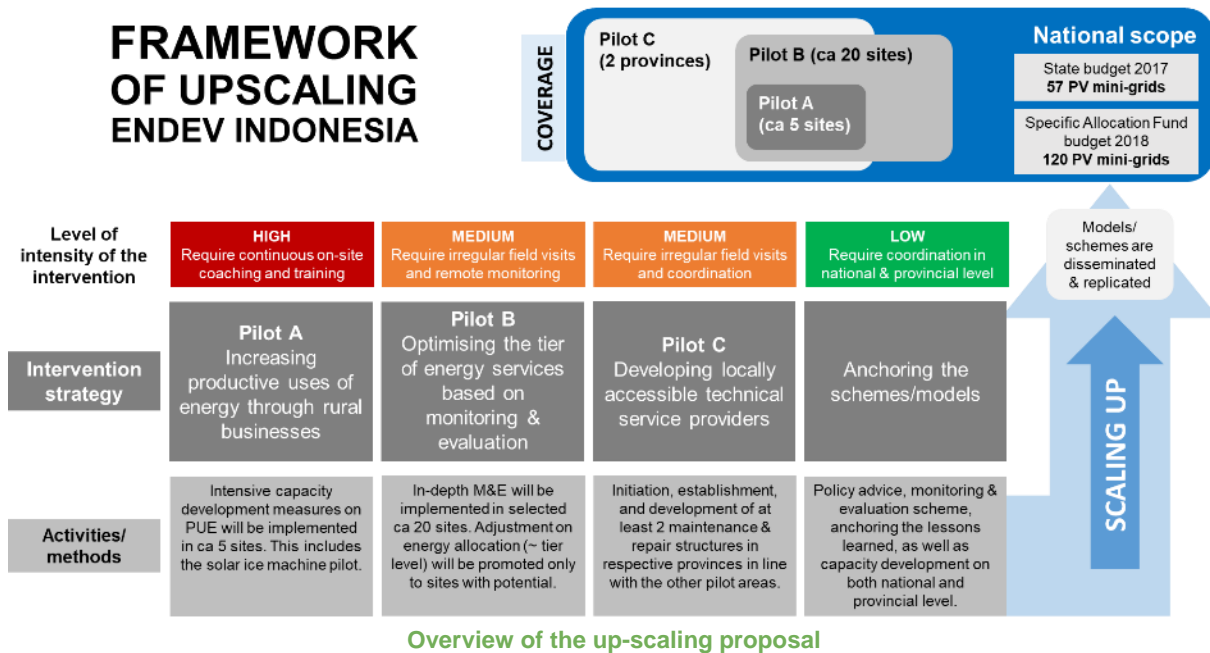 FRAMEWORK
OF UPSCALING
ENDEV INDONESIA
COVERAGE
Pilot C
(2 provinces)
Pilot B (ca 20 sites)
Pilot A
(ca 5 sites)
National scope
State budget 2017
57 PV mini-grids
Specific Allocation Fund
budget 2018
120 PV mini-grids
Level of
intensity of the
intervention
HIGH
Require continuous on-site
coaching and training
MEDIUM
Require irregular field visits
and remote monitoring
MEDIUM
Require irregular field visits
and coordination
LOW
Require coordination in
national & provincial level
Models/
schemes are
disseminated
& replicated
Intervention
strategy
Pilot A
Increasing
productive uses of
energy through rural
businesses
Pilot B
Optimising the tier
of energy services
based on
monitoring &
evaluation
Pilot C
Developing locally
accessible technical
service providers
Anchoring the
schemes/models
SCALING UP
Activities/
methods
Intensive capacity
development measures on
PUE will be implemented
in ca 5 sites. This includes
the solar ice machine pilot.
In-depth M&E will be
implemented in selected
ca 20 sites. Adjustment on
energy allocation (~ tier
level) will be promoted only
to sites with potential.
Initiation, establishment,
and development of at
least 2 maintenance &
repair structures in
respective provinces in line
with the other pilot areas.
Policy advice, monitoring &
evaluation scheme,
anchoring the lessons
learned, as well as
capacity development on
both national and
provincial level.
Overview of the up-scaling proposal